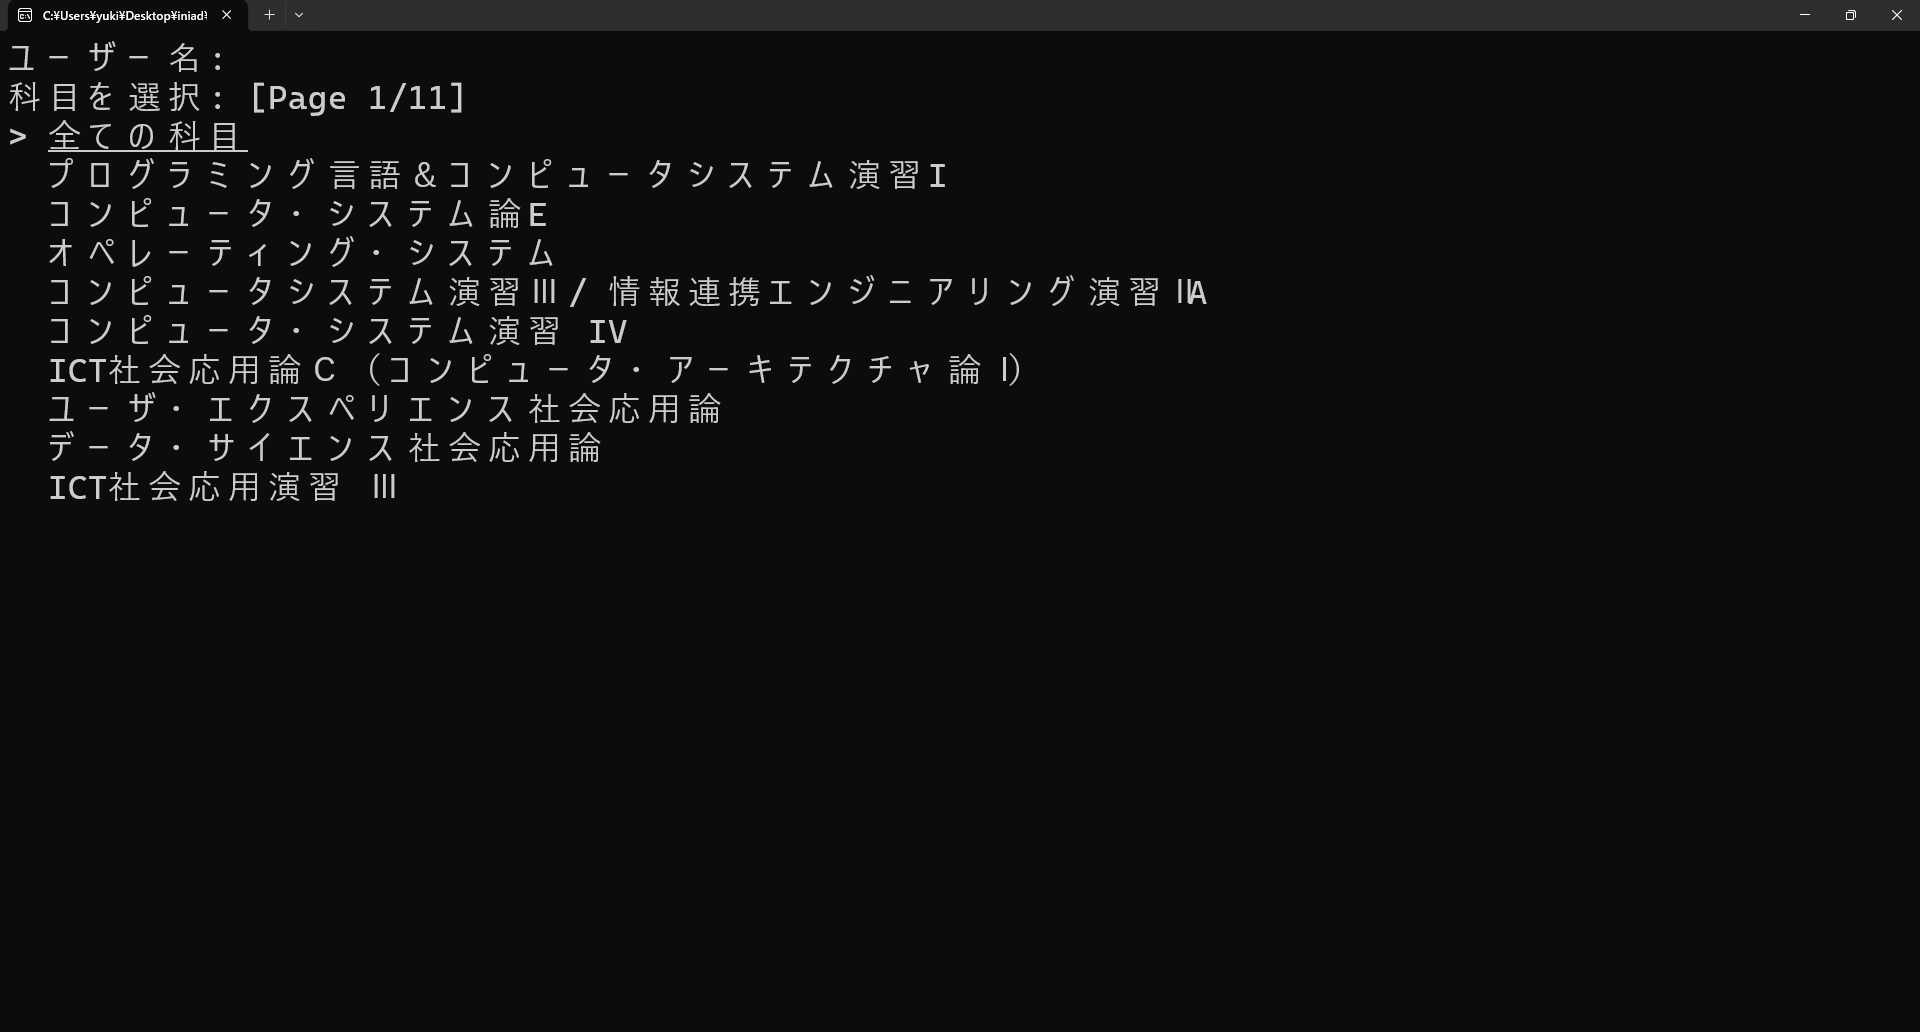 C:¥Users¥yuki¥Desktop¥iniad¥
ユーザー名:
科目を選択: [Page 1/11]
> 全ての科目
プログラミング言語＆コンピュータシステム演習I
コンピュータ・システム論E
オペレーティング・システム
コンピュータシステム演習Ⅲ/ 情報連携エンジニアリング演習ⅡA
コンピュータ・システム演習 IV
ICT社会応用論Ｃ（コンピュータ・アーキテクチャ論Ⅰ）
ユーザ・エクスペリエンス社会応用論
データ・サイエンス社会応用論
ICT社会応用演習 Ⅲ